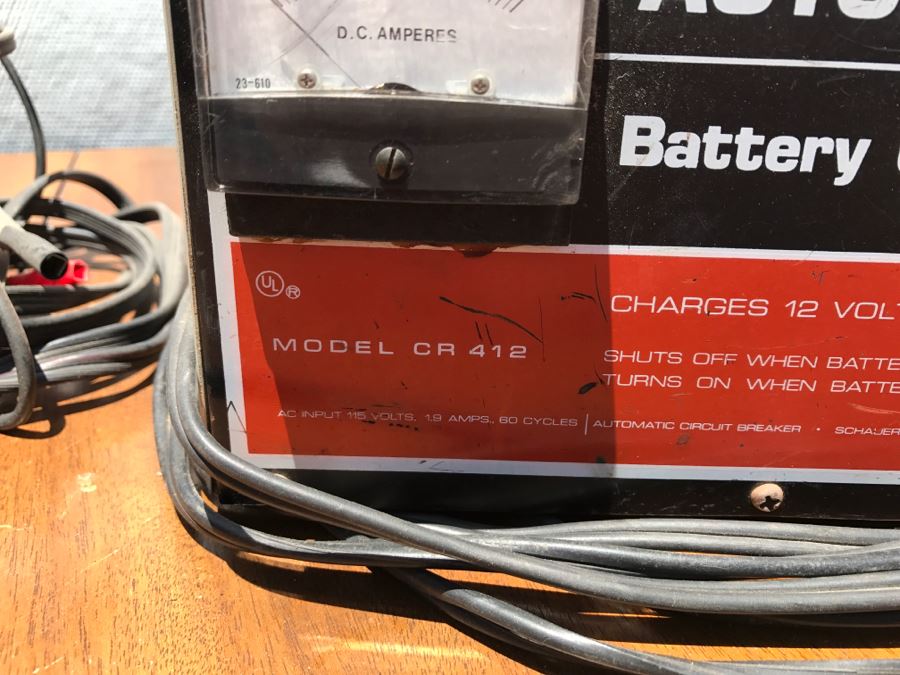 D.C. AMPERES
23-610
Battery
UL ®
MODEL CR 412
CHARGES 12 VOLT
SHUTS OFF WHEN BATTE
TURNS ON WHEN BATTE
AC INPUT 115 VOLTS, 1.9 AMPS, 60 CYCLES | AUTOMATIC CIRCUIT BREAKER • SCHAUER